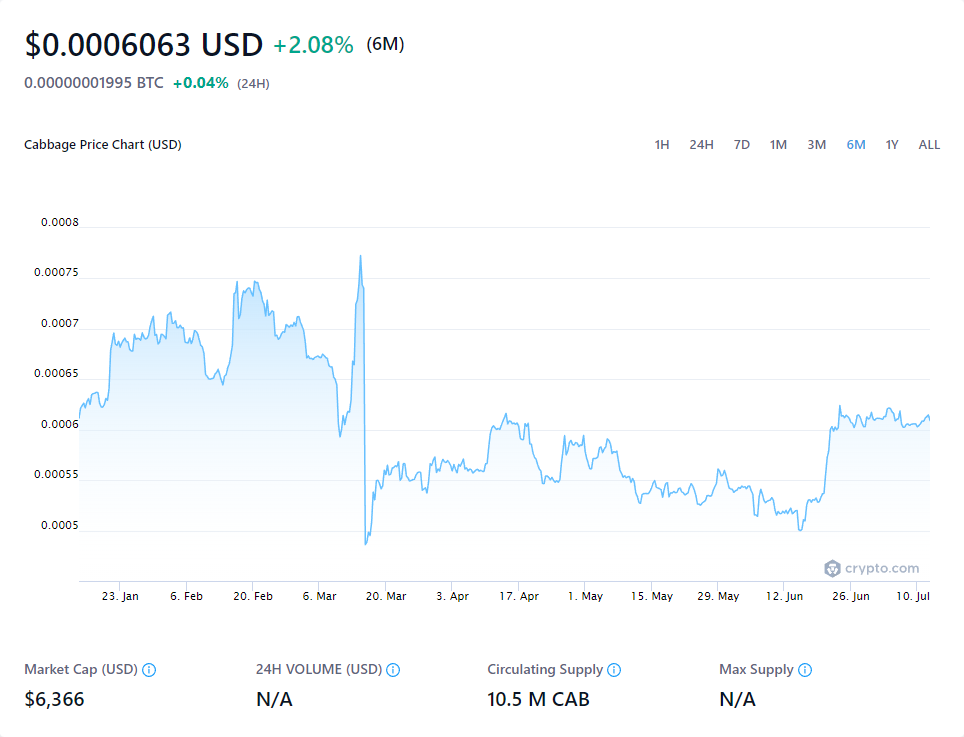 $0.0006063 USD +2.08% (6M)
0.00000001995 BTC +0.04% (24H)
Cabbage Price Chart (USD) 1H 24H 7D 1M 3M 6M 1Y ALL
0.0008
0.00075
0.0007
0.00065
0.0006
0.00055
0.0005
crypto.com
23. Jan 6. Feb 20. Feb 6. Mar 20. Mar 3. Apr 17. Apr 1. May 15. May 29. May 12. Jun 26. Jun 10. Jul
Market Cap (USD) 24H VOLUME (USD) Circulating Supply Max Supply
$6,366 N/A 10.5 M CAB N/A